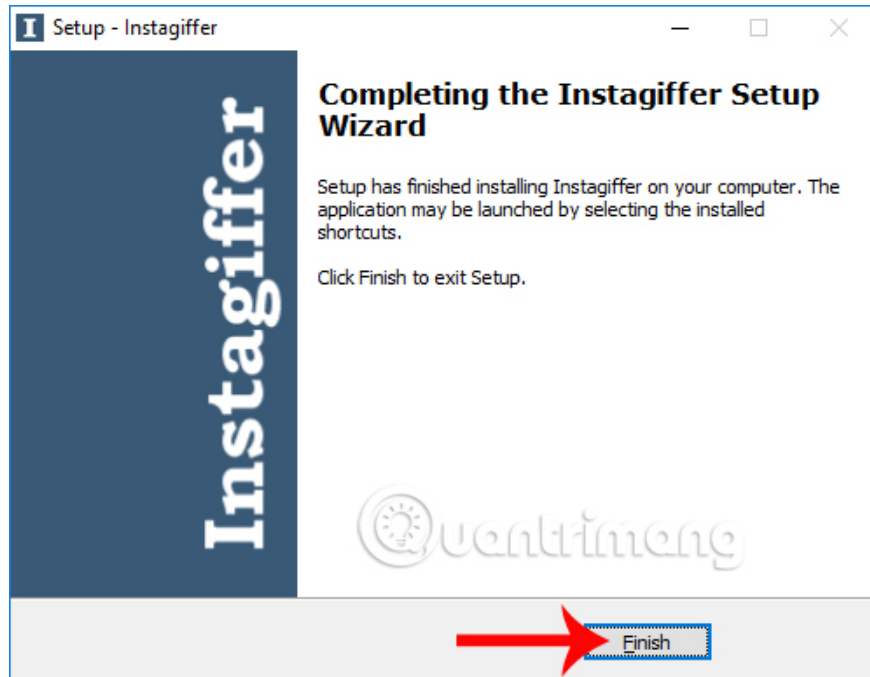 Setup - Instagiffer
Instagiffer
Completing the Instagiffer Setup
Wizard
Setup has finished installing Instagiffer on your computer. The
application may be launched by selecting the installed
shortcuts.
Click Finish to exit Setup.
Quantrimang
Finish